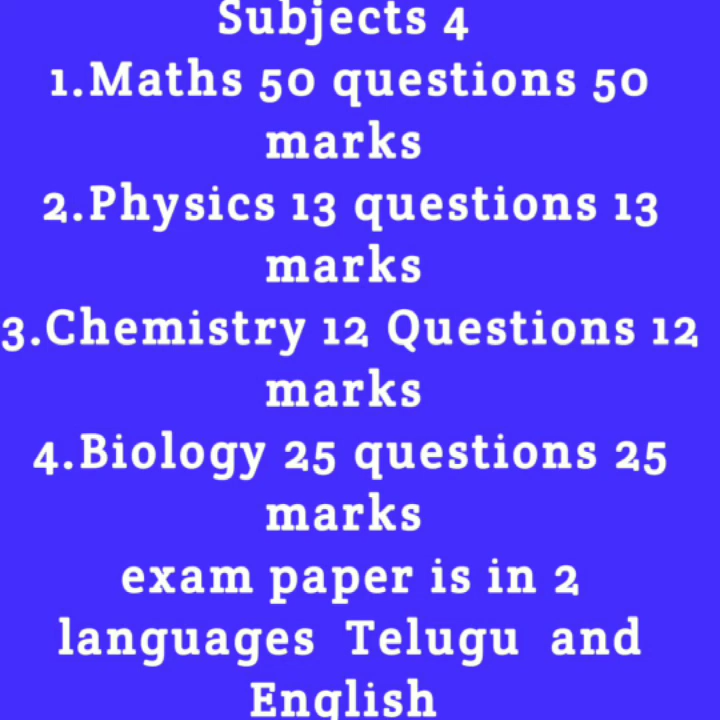 Subjects 4
1.Maths 50 questions 50
marks
2.Physics 13 questions 13
marks
3.Chemistry 12 Questions 12
marks
4.Biology 25 questions 25
marks
exam paper is in 2
languages Telugu and
English